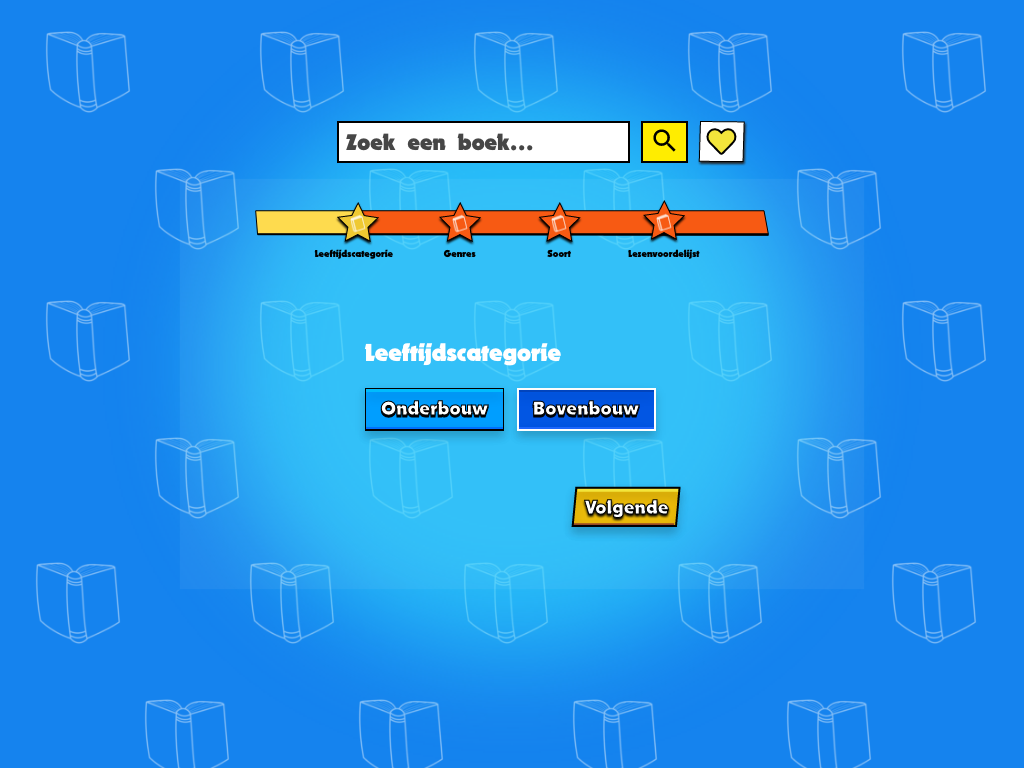 Zoek een boek...
Leeftijdscategorie
Genres
Soort
Lezenvoordelijst
Leeftijdscategorie
Onderbouw
Bovenbouw
Volgende